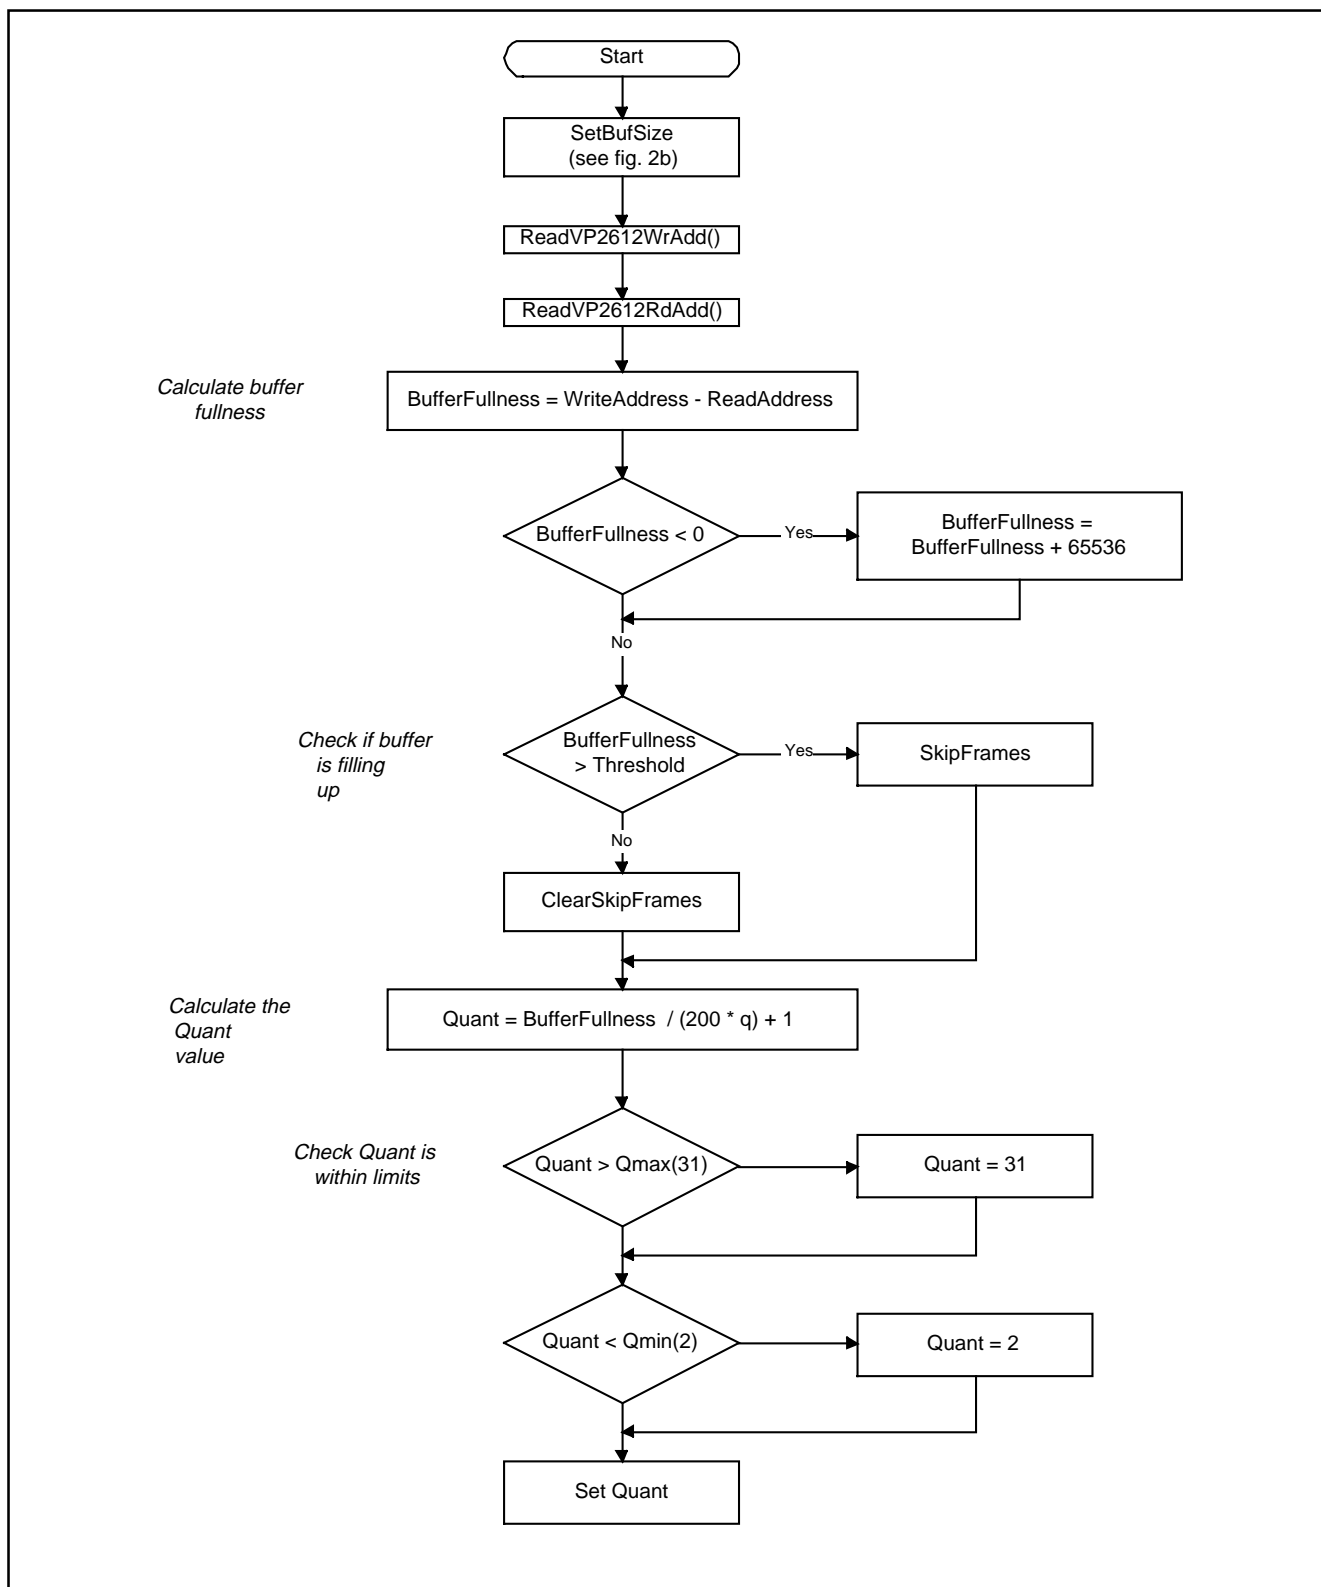 Start
SetBufSize
(see fig. 2b)
ReadVP2612WrAdd()
ReadVP2612RdAdd()
Calculate buffer
fullness
BufferFullness = WriteAddress - ReadAddress
BufferFullness < 0
Yes
BufferFullness =
BufferFullness + 65536
No
Check if buffer
is filling
up
BufferFullness
> Threshold
Yes
SkipFrames
No
ClearSkipFrames
Calculate the
Quant
value
Quant = BufferFullness / (200 * q) + 1
Check Quant is
within limits
Quant > Qmax(31)
Quant = 31
Quant < Qmin(2)
Quant = 2
Set Quant